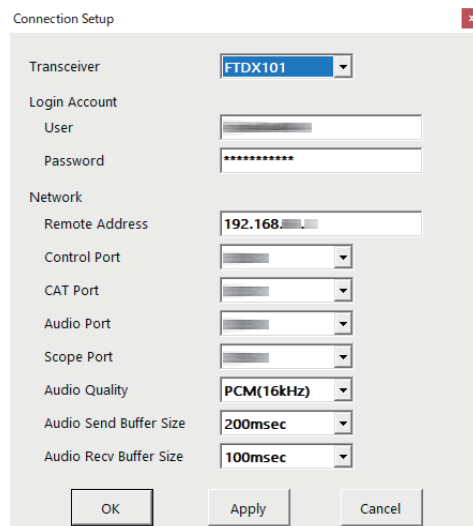 Connection Setup
Transceiver FTDX101
Login Account
User
Password ***********
Network
Remote Address 192.168.
Control Port
CAT Port
Audio Port
Scope Port
Audio Quality PCM(16kHz)
Audio Send Buffer Size 200msec
Audio Recv Buffer Size 100msec
OK Apply Cancel